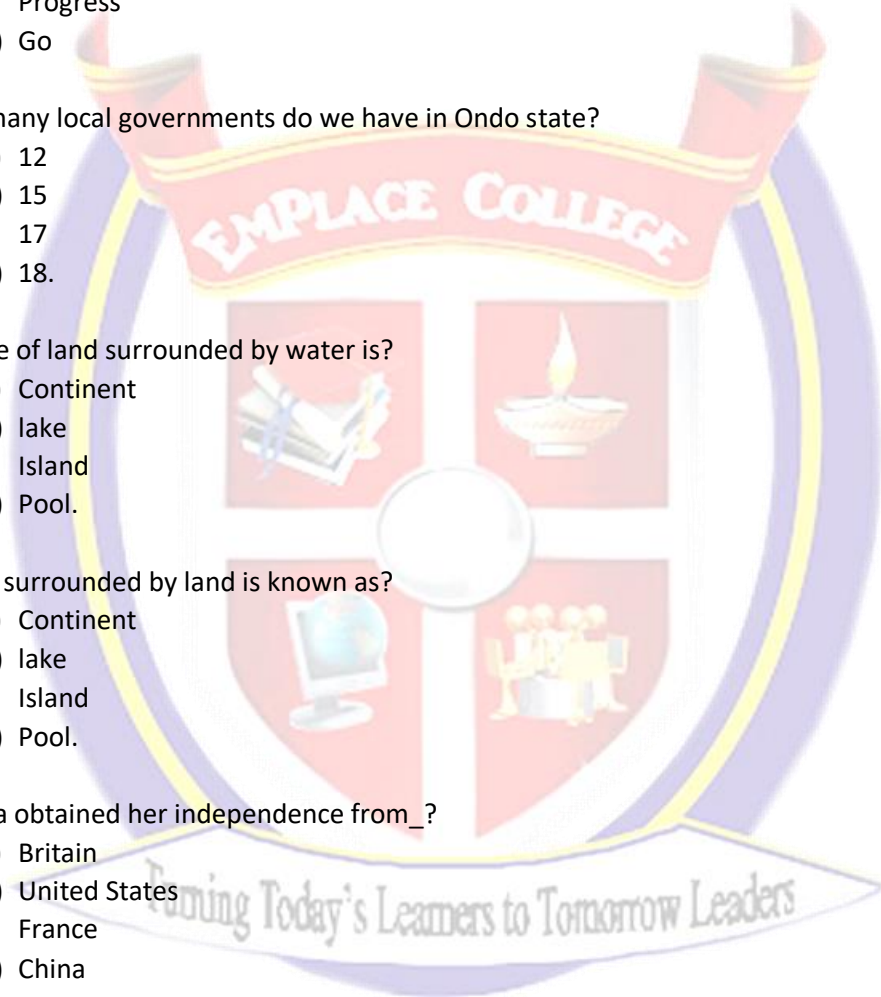 Progress
) Go
many local governments do we have in Ondo state?
12
) 15
17
) 18.
EMPLACE COLLEGE
e of land surrounded by water is?
Continent
) lake
Island
) Pool.
surrounded by land is known as?
Continent
) lake
Island
) Pool.
a obtained her independence from_?
Britain
) United States
Turning Today's Learners to Tomorrow Leaders
France
) China